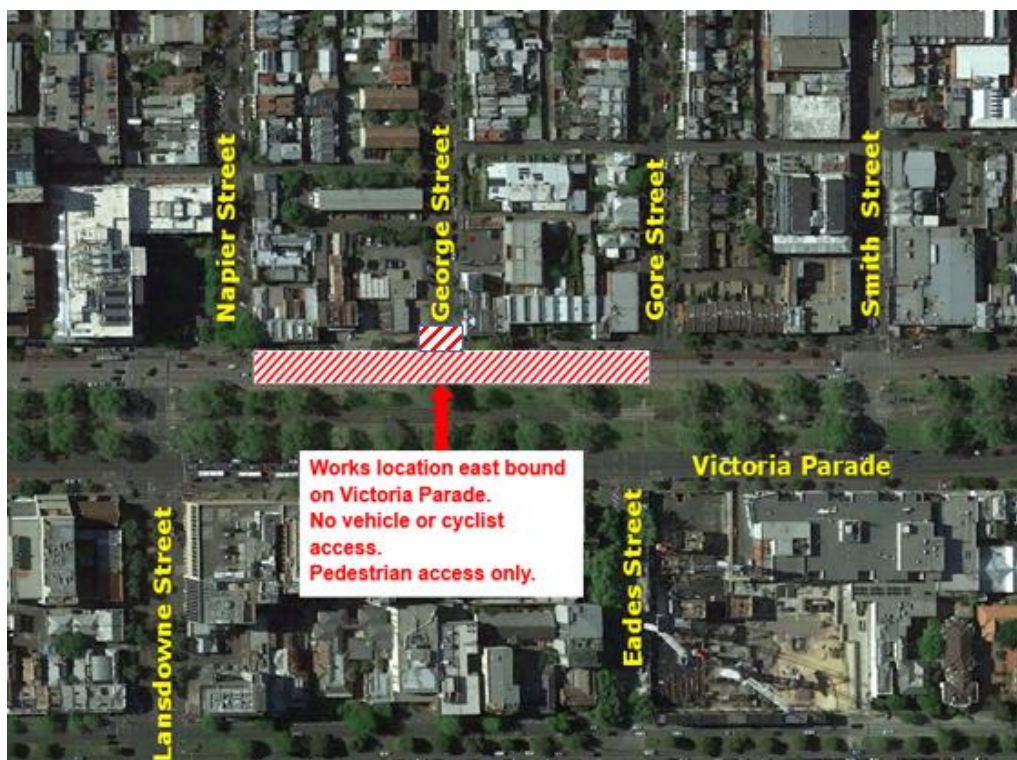 Napier Street
George Street
Gore Street
Smith Street
Works location east bound
on Victoria Parade.
No vehicle or cyclist
access.
Pedestrian access only.
Victoria Parade
Lansdowne Street
Eades Street